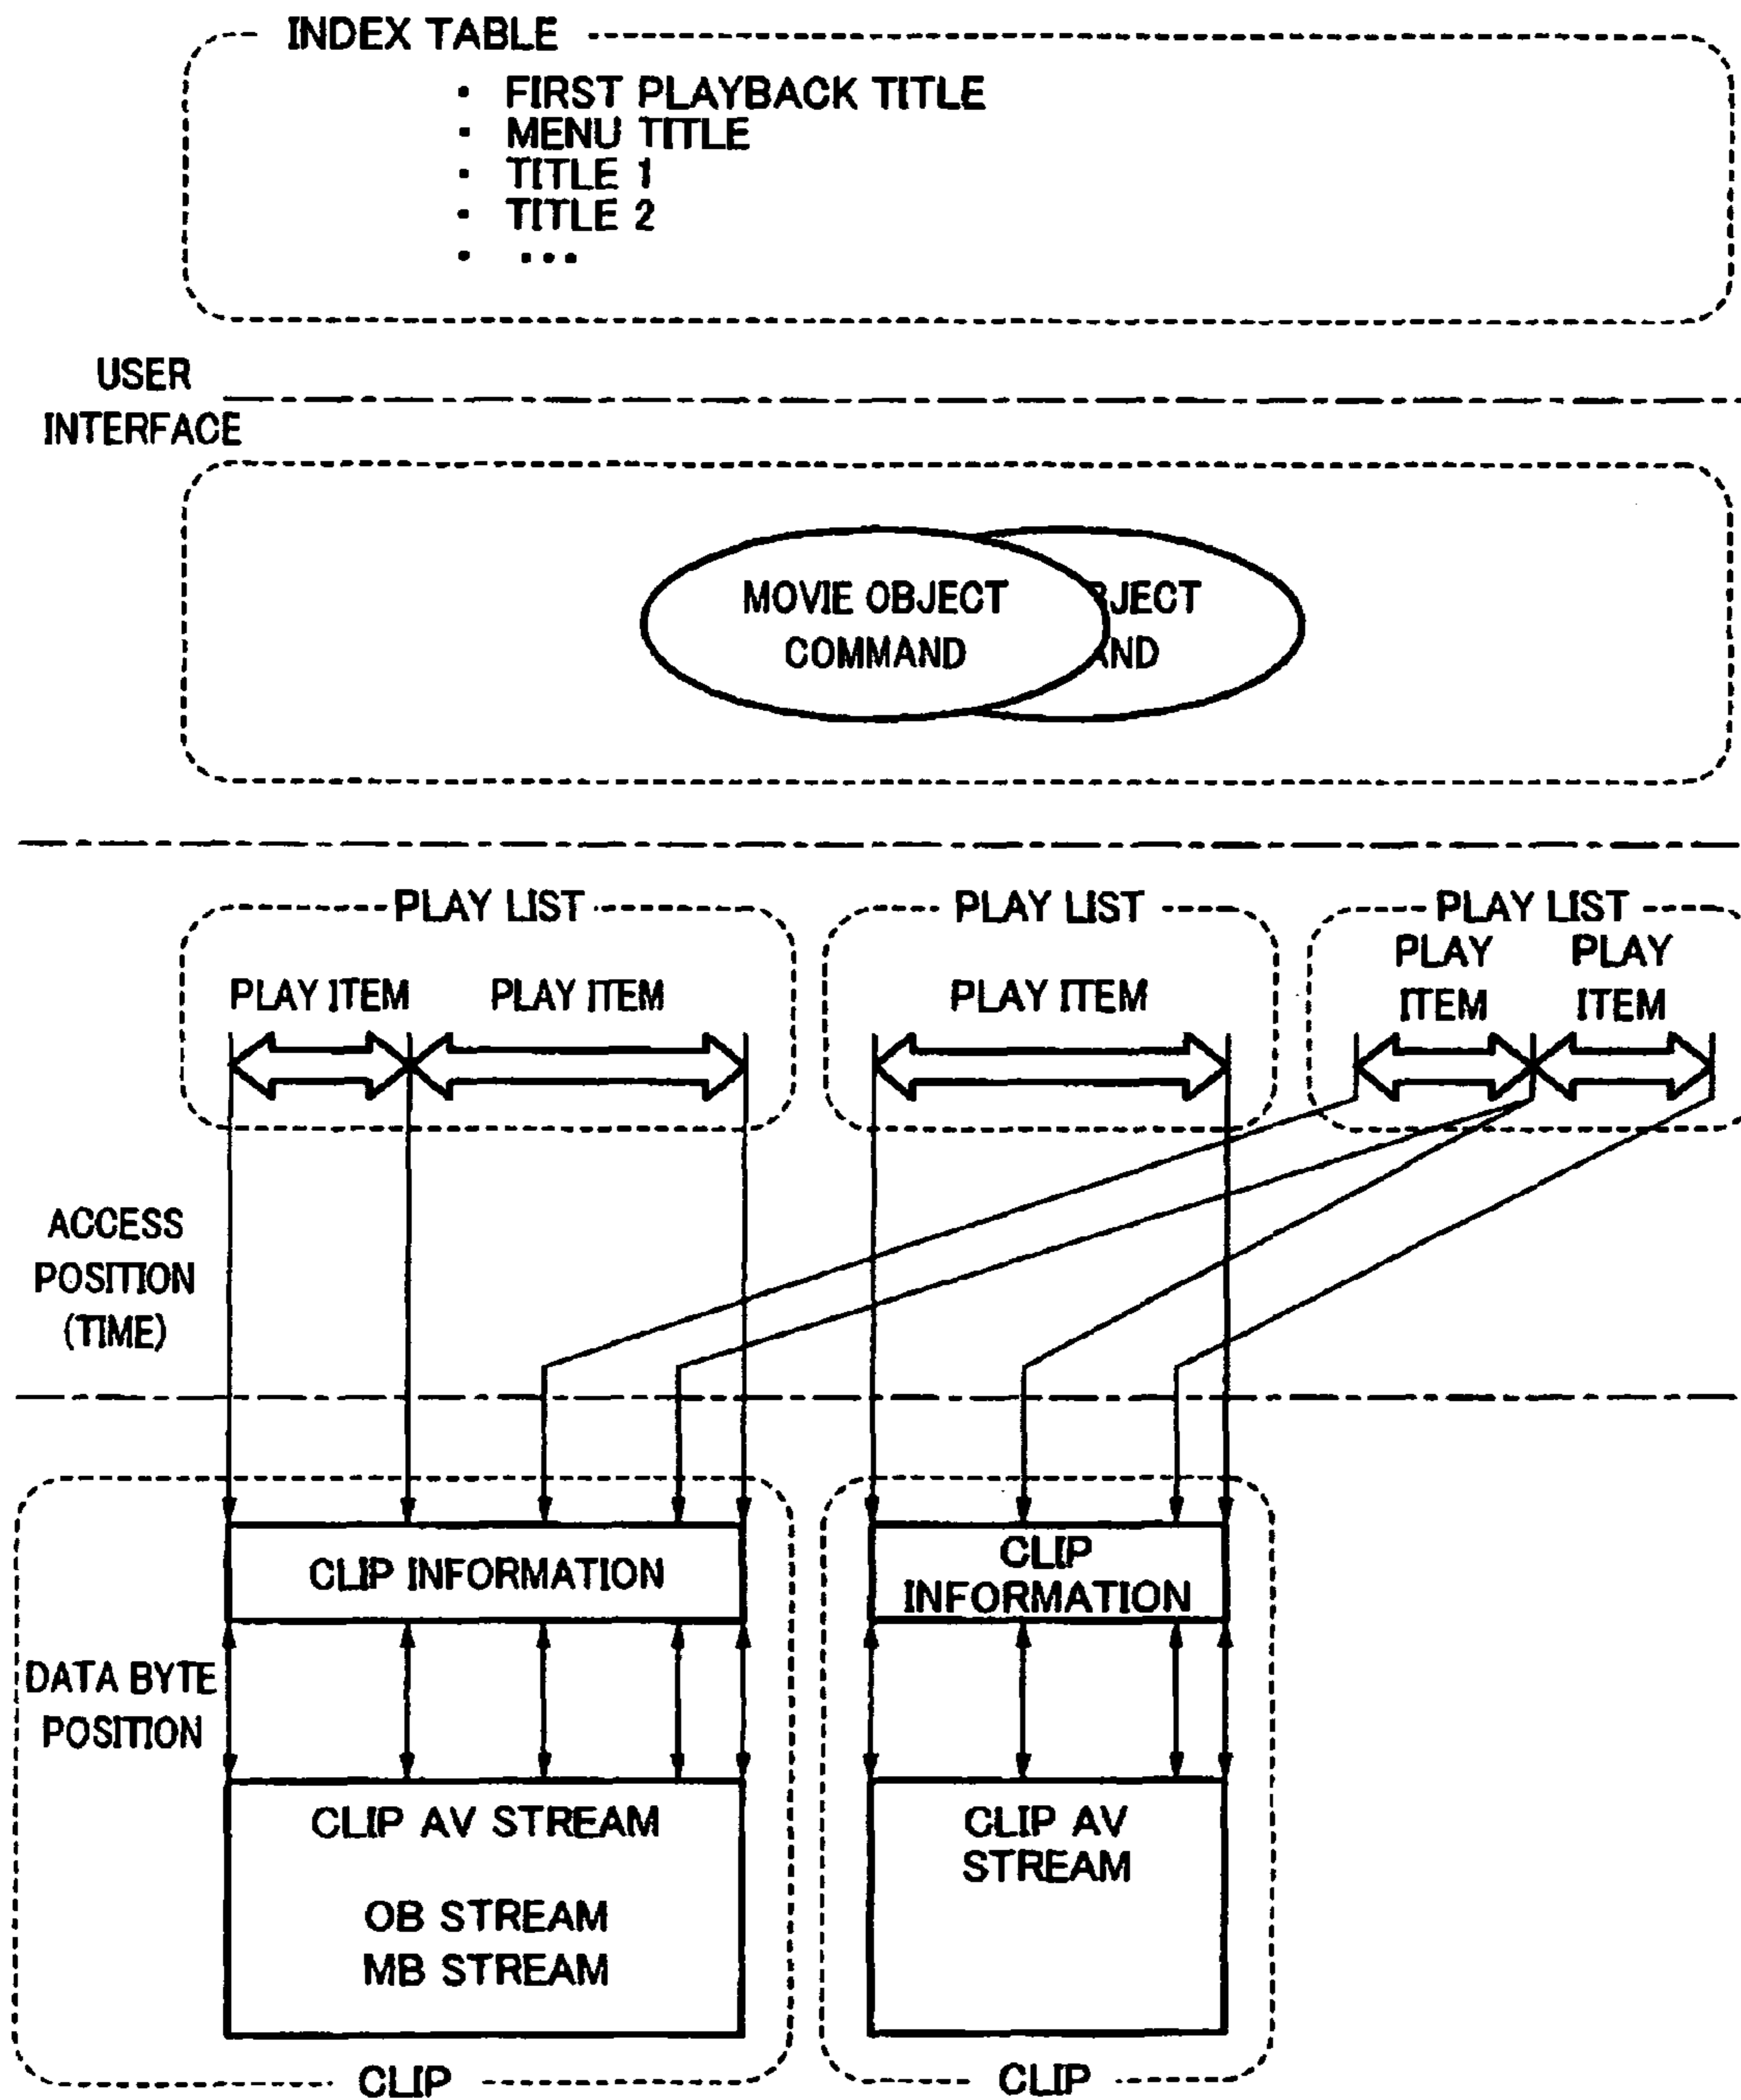 INDEX TABLE
· FIRST PLAYBACK TITLE
· MENU TITLE
· TITLE 1
· TITLE 2
· ...
USER
INTERFACE
MOVIE OBJECT
COMMAND
JECT
AND
PLAY LIST
PLAY ITEM
PLAY ITEM
PLAY LIST
PLAY ITEM
PLAY LIST
PLAY
ITEM
PLAY
ITEM
ACCESS
POSITION
(TIME)
CLIP INFORMATION
CLIP
INFORMATION
DATA BYTE
POSITION
CLIP AV STREAM
OB STREAM
MB STREAM
CLIP AV
STREAM
CLIP
CLIP